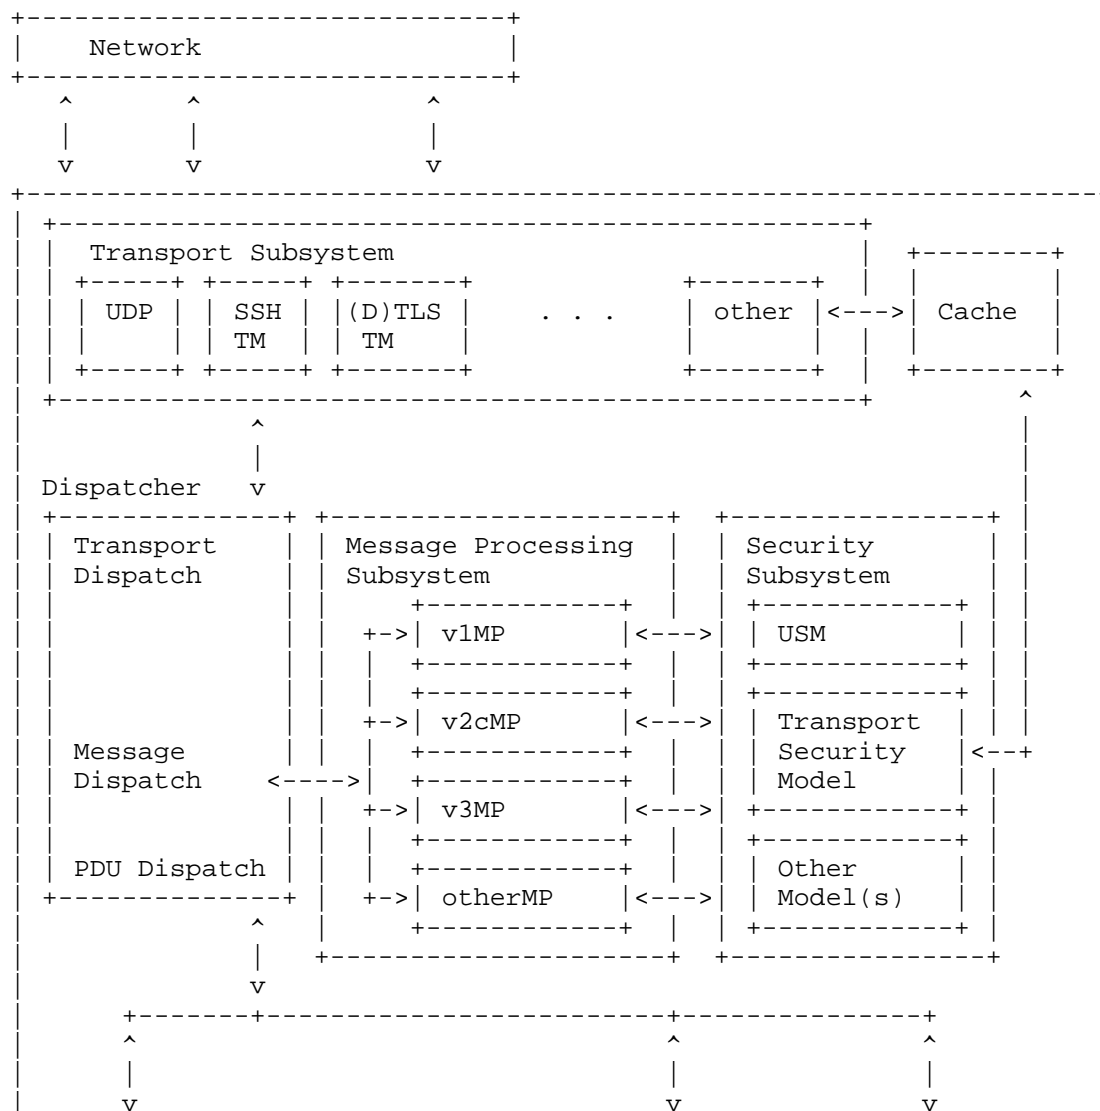 Network
Transport Subsystem
UDP SSH (D)TLS . . . other Cache
TM TM
Dispatcher
Transport Message Processing Security
Dispatch Subsystem Subsystem
v1MP USM
v2cMP Transport
Message Security
Dispatch Model
v3MP
PDU Dispatch Other
otherMP Model(s)